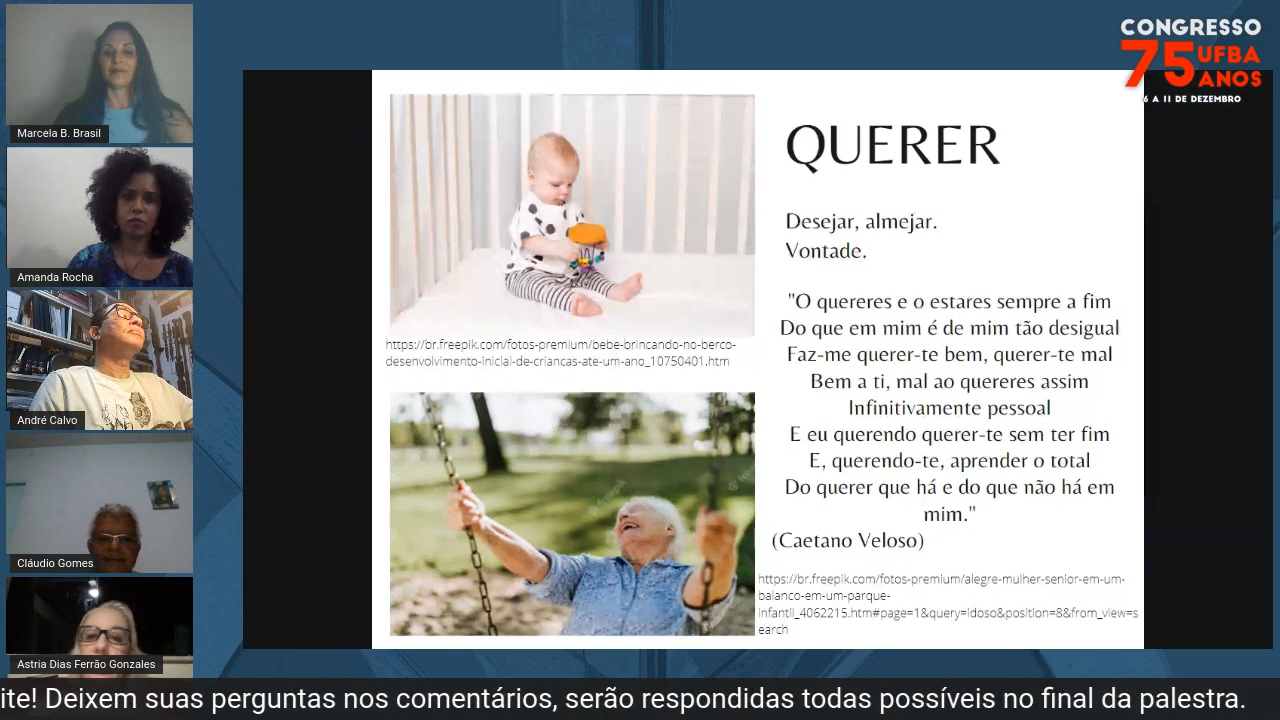 CONGRESSO
75 UFBA
ANOS
6 A 11 DE DEZEMBRO
Marcela B. Brasil
Amanda Rocha
André Calvo
Cláudio Gomes
Astria Dias Ferrão Gonzales
https://br.freepik.com/fotos-premium/bebe-brincando-no-berco-
desenvolvimento-inicial-de-criancas-ate-um-ano_10750401.htm
QUERER
Desejar, almejar.
Vontade.
"O quereres e o estares sempre a fim
Do que em mim é de mim tão desigual
Faz-me querer-te bem, querer-te mal
Bem a ti, mal ao quereres assim
Infinitivamente pessoal
E eu querendo querer-te sem ter fim
E, querendo-te, aprender o total
Do querer que há e do que não há em
mim."
(Caetano Veloso)
https://br.freepik.com/fotos-premium/alegre-mulher-senior-em-um-
balanco-em-um-parque-
infantil_4062215.htm#page=1&query=idoso&position=8&from_view=s
earch
ite! Deixem suas perguntas nos comentários, serão respondidas todas possíveis no final da palestra.